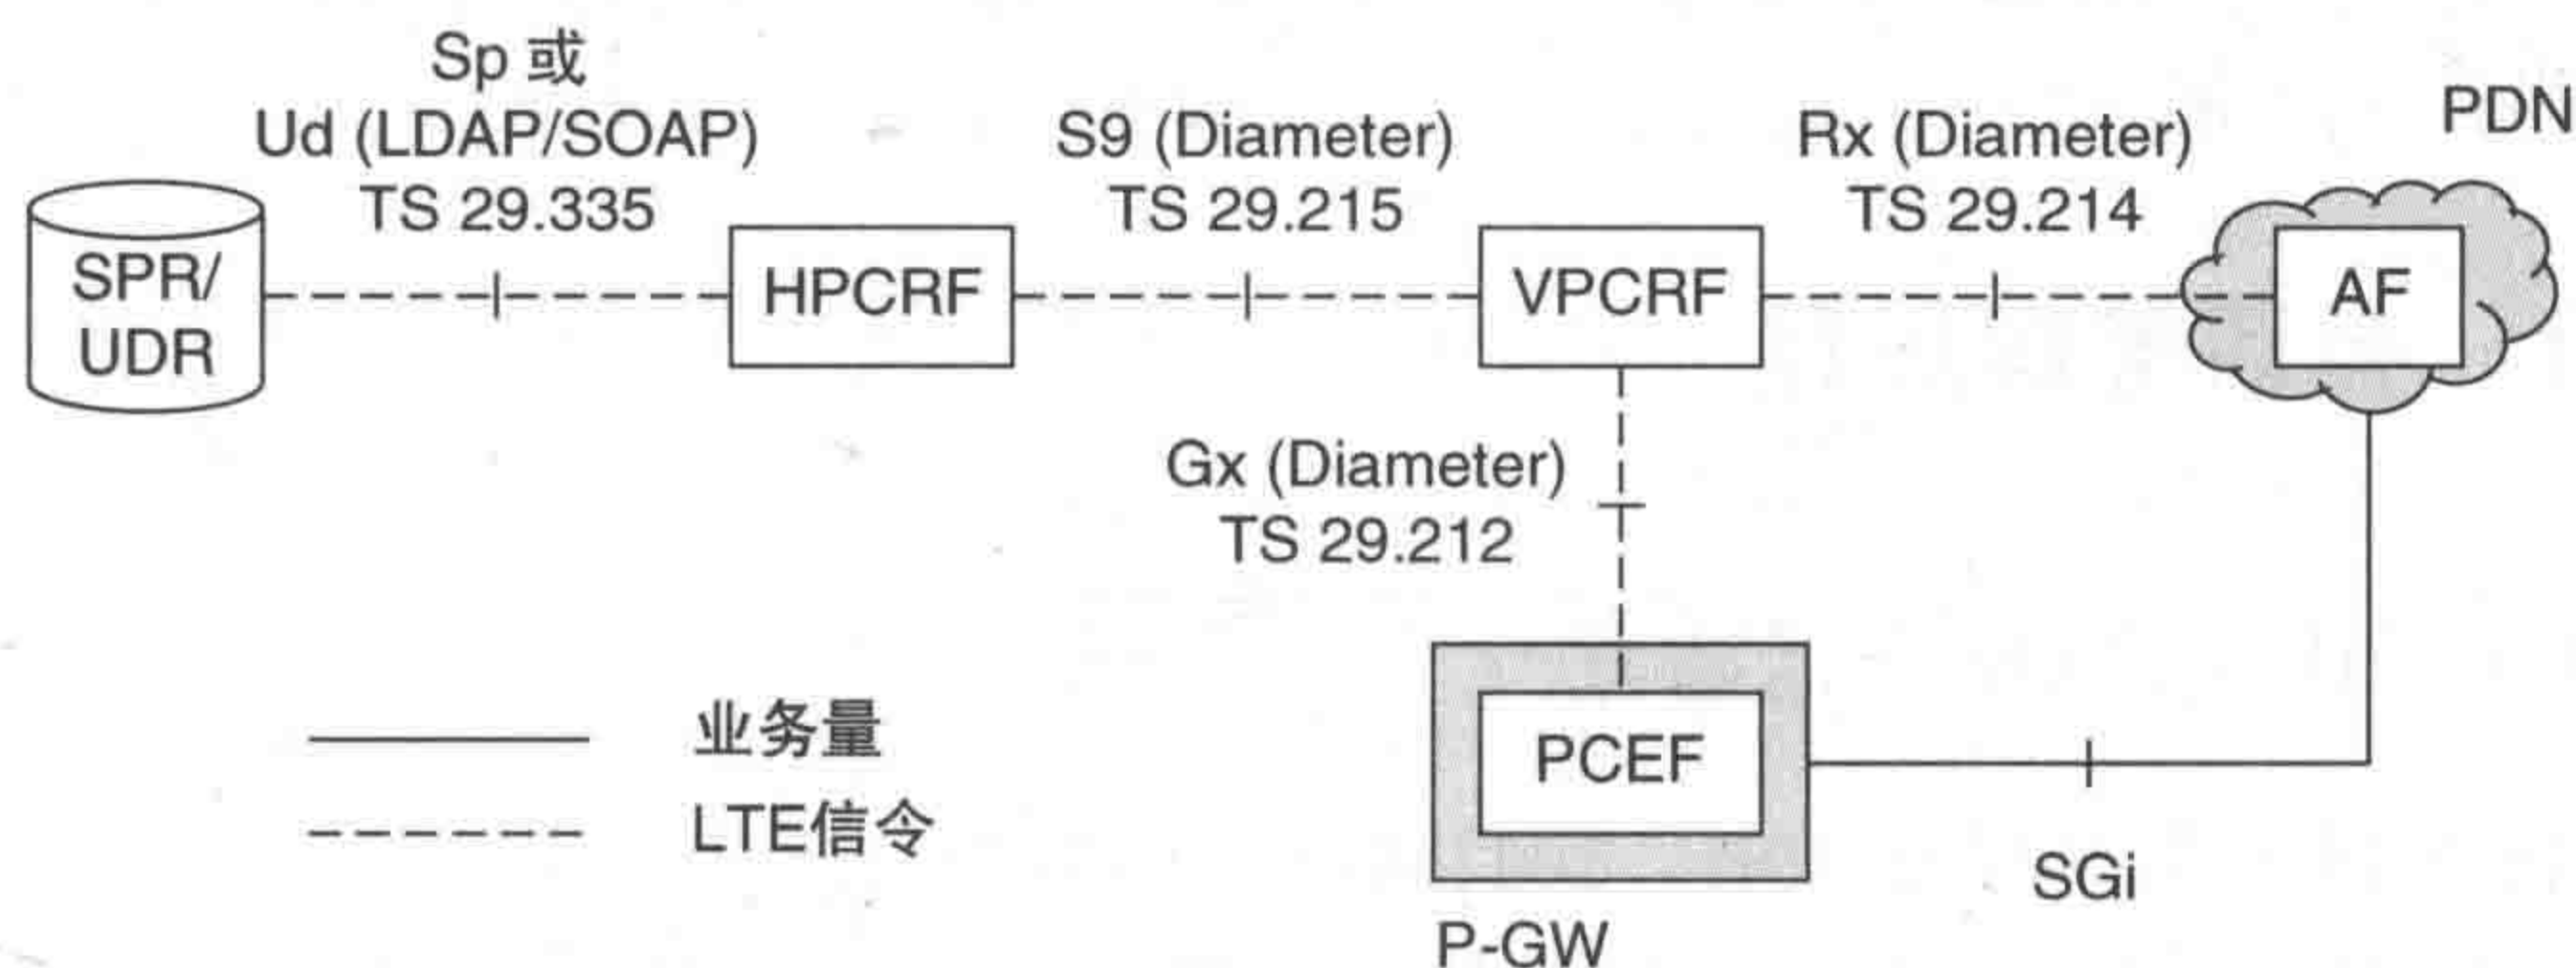 Sp 或
Ud (LDAP/SOAP)
TS 29.335
S9 (Diameter)
TS 29.215
Rx (Diameter)
TS 29.214
PDN
SPR/
UDR
HPCRF
VPCRF
AF
Gx (Diameter)
TS 29.212
PCEF
P-GW
SGi
业务量
LTE信令